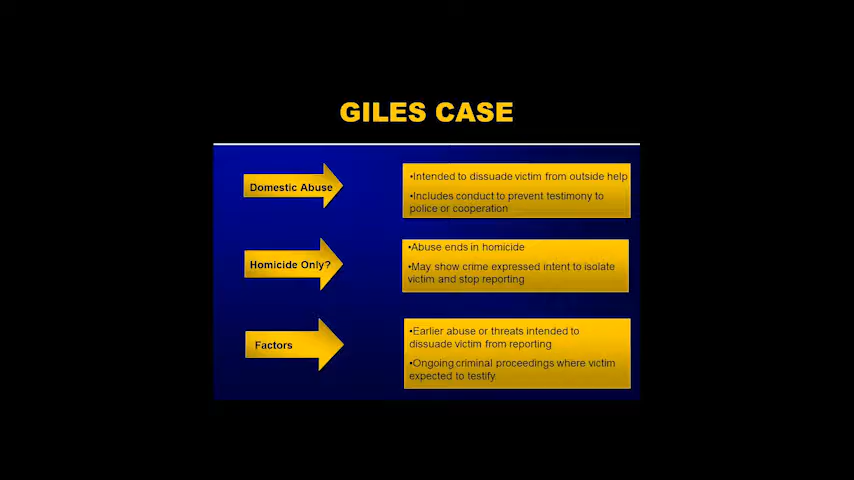 GILES CASE
Domestic Abuse
•Intended to dissuade victim from outside help
•Includes conduct to prevent testimony to
police or cooperation
Homicide Only?
•Abuse ends in homicide
•May show crime expressed intent to isolate
victim and stop reporting
Factors
•Earlier abuse or threats intended to
dissuade victim from reporting
•Ongoing criminal proceedings where victim
expected to testify